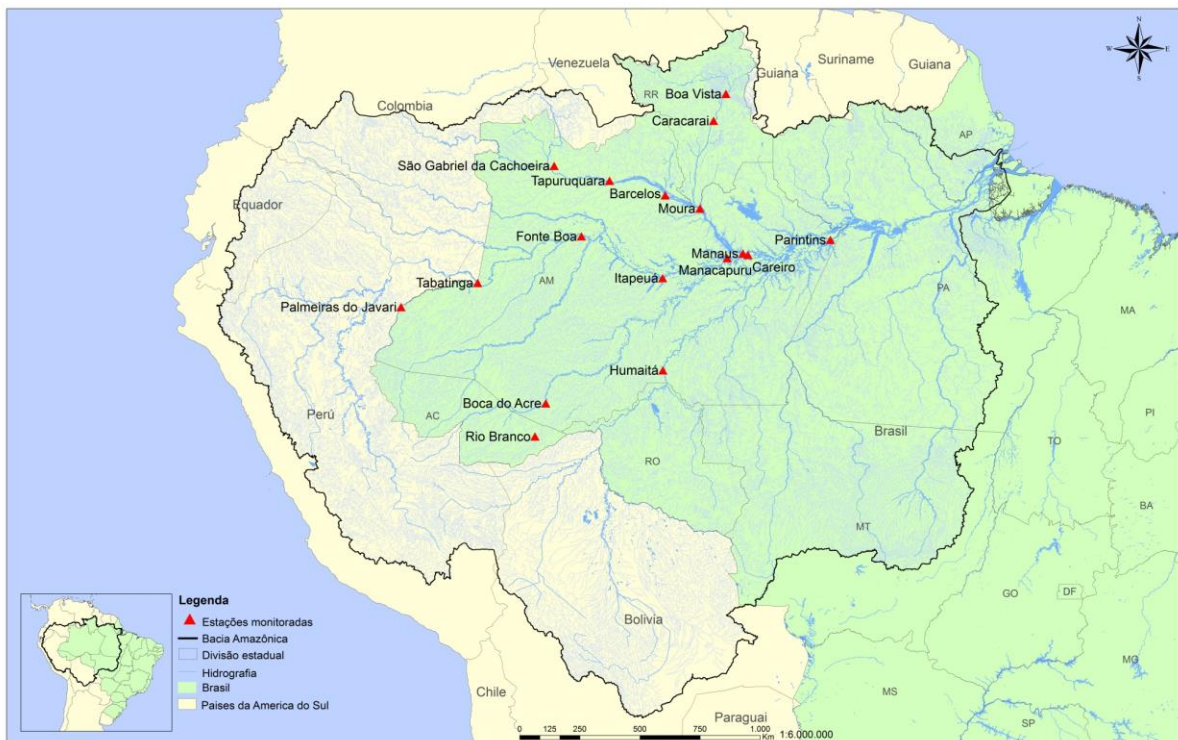 N
W
E
S
Venezuela
Guiana
Suriname
Guiana
Colombia
RR
Boa Vista
Caracarai
AP
São Gabriel da Cachoeira
Tapuruquara
Barcelos
Moura
Equador
Fonte Boa
Parintins
Manaus
Manacapuru
Careiro
Itapeuá
Tabatinga
AM
PA
Palmeiras do Javari
MA
Humaitá
Perú
Boca do Acre
AC
PI
Rio Branco
Brasil
TO
RO
MT
BA
GO
DF
Bolivia
MG
Chile
MS
Paraguai
SP
Legenda
Estações monitoradas
Bacia Amazônica
Divisão estadual
Hidrografia
Brasil
Paises da America do Sul
0 125 250 500 750 1.000
Km
1:6.000.000